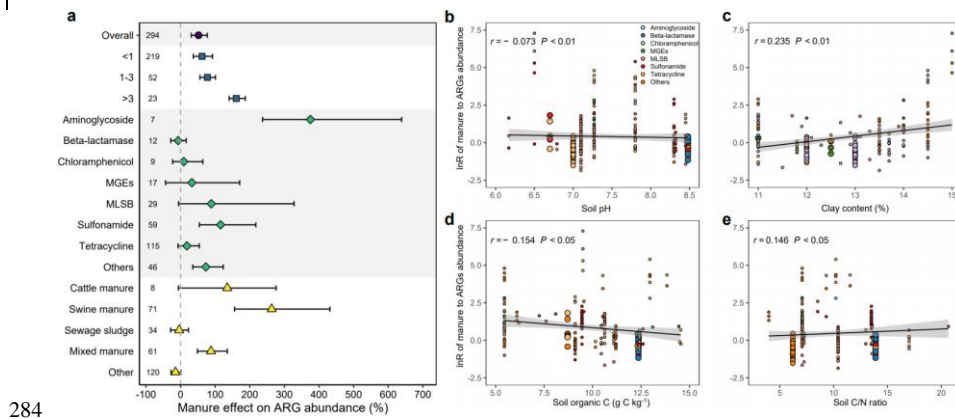 a
Overall 294
<1 219
1-3 52
>3 23
Aminoglycoside 7
Beta-lactamase 12
Chloramphenicol 9
MGEs 17
MLSB 29
Sulfonamide 59
Tetracycline 115
Others 46
Cattle manure 8
Swine manure 71
Sewage sludge 34
Mixed manure 61
Other 120
-100 0 100 200 300 400 500 600 700
Manure effect on ARG abundance (%)
b
r = − 0.073 P < 0.01
Aminoglycoside
Beta-lactamase
Chloramphenicol
MGEs
MLSB
Sulfonamide
Tetracycline
Others
lnR of manure to ARGs abundance
7.5
5.0
2.5
0.0
-2.5
6.0 6.5 7.0 7.5 8.0 8.5
Soil pH
c
r = 0.235 P < 0.01
7.5
5.0
2.5
0.0
-2.5
11 12 13 14 15
Clay content (%)
d
r = − 0.154 P < 0.05
lnR of manure to ARGs abundance
7.5
5.0
2.5
0.0
-2.5
5.0 7.5 10.0 12.5 15.0
Soil organic C (g C kg⁻¹)
e
r = 0.146 P < 0.05
7.5
5.0
2.5
0.0
-2.5
5 10 15 20
Soil C/N ratio
284